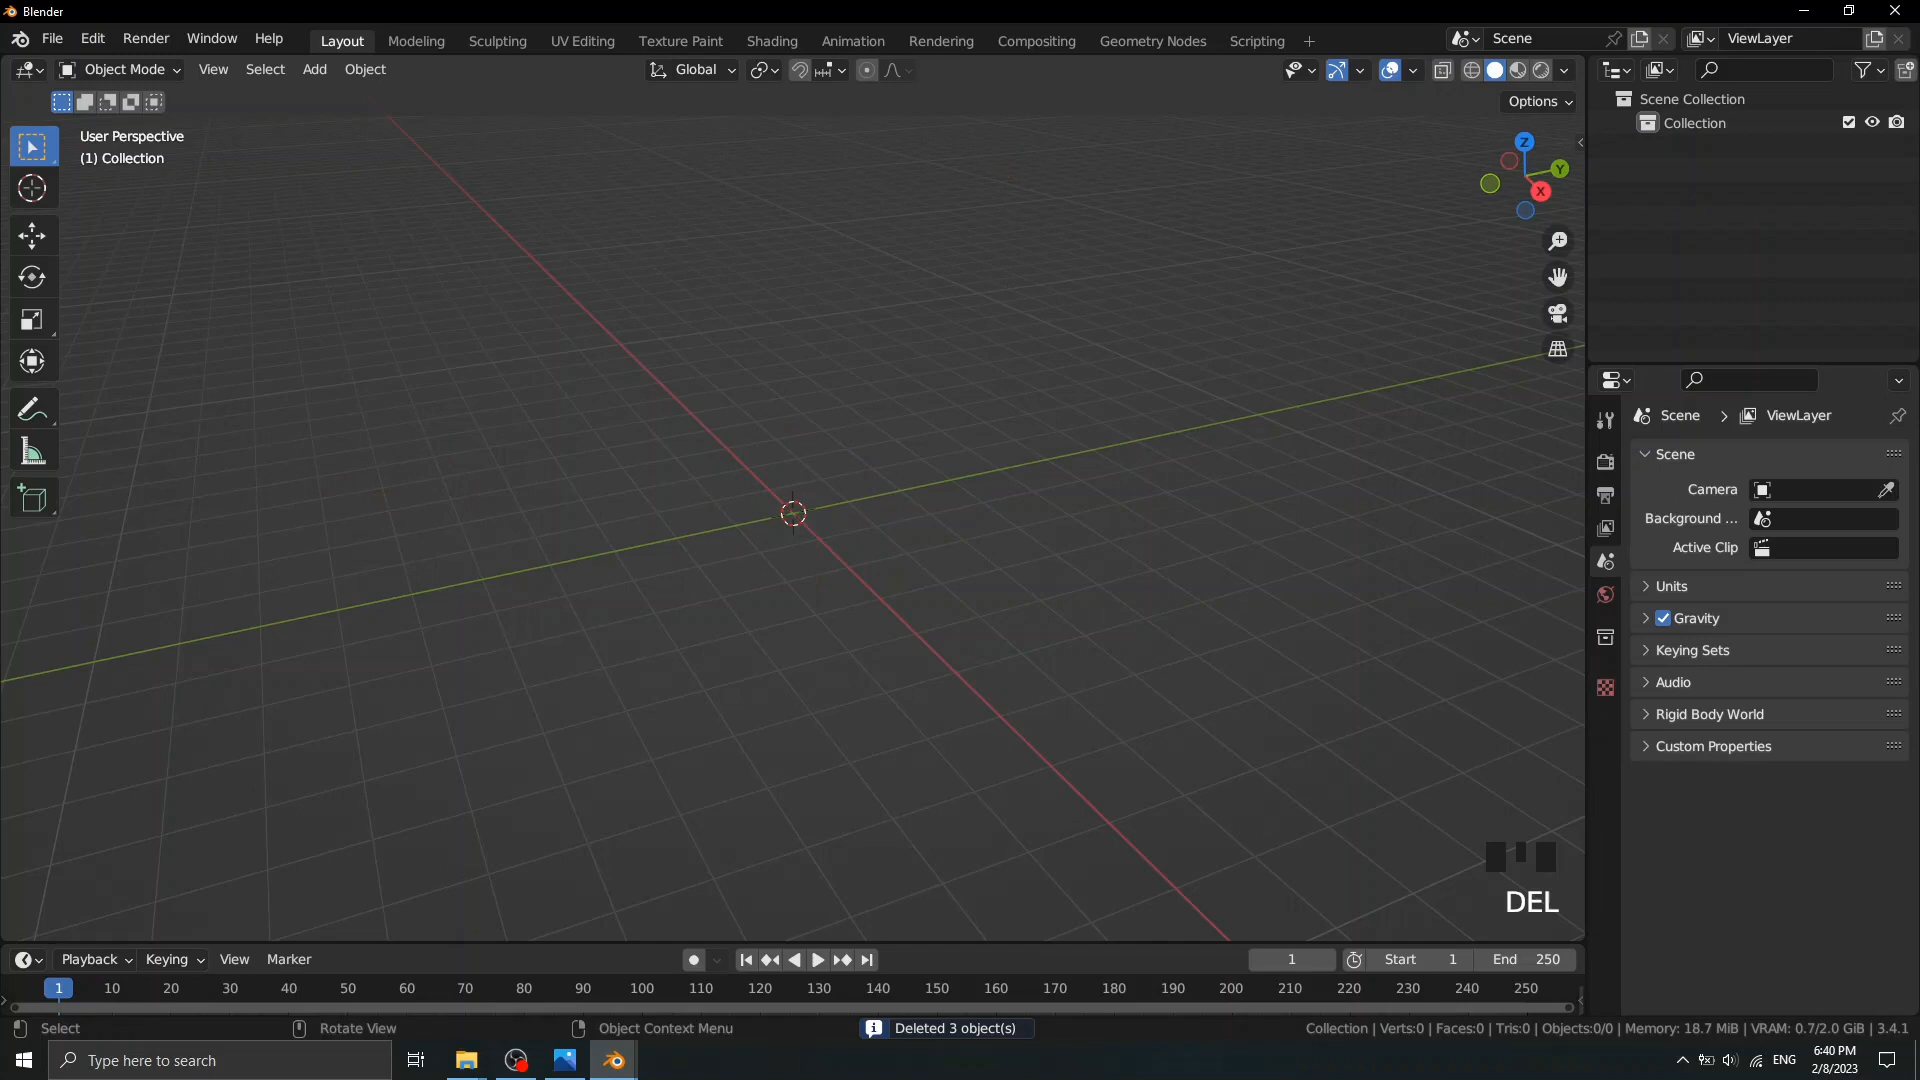 Blender
File Edit Render Window Help Layout Modeling Sculpting UV Editing Texture Paint Shading Animation Rendering Compositing Geometry Nodes Scripting + Scene ViewLayer
Object Mode View Select Add Object Global
Options
User Perspective
(1) Collection
Z
Y
X
Scene Collection
Collection
Scene > ViewLayer
Scene
Camera
Background ...
Active Clip
Units
Gravity
Keying Sets
Audio
Rigid Body World
Custom Properties
DEL
Playback Keying View Marker 1 Start 1 End 250
1 10 20 30 40 50 60 70 80 90 100 110 120 130 140 150 160 170 180 190 200 210 220 230 240 250
Select Rotate View Object Context Menu Deleted 3 object(s) Collection | Verts:0 | Faces:0 | Tris:0 | Objects:0/0 | Memory: 18.7 MiB | VRAM: 0.7/2.0 GiB | 3.4.1
Type here to search ENG 6:40 PM
2/8/2023